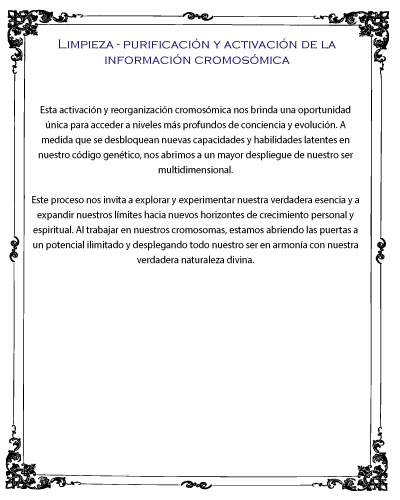 Limpieza - purificación y activación de la
información cromosómica
Esta activación y reorganización cromosómica nos brinda una oportunidad
única para acceder a niveles más profundos de conciencia y evolución. A
medida que se desbloquean nuevas capacidades y habilidades latentes en
nuestro código genético, nos abrimos a un mayor despliegue de nuestro ser
multidimensional.
Este proceso nos invita a explorar y experimentar nuestra verdadera esencia y a
expandir nuestros límites hacia nuevos horizontes de crecimiento personal y
espiritual. Al trabajar en nuestros cromosomas, estamos abriendo las puertas a
un potencial ilimitado y desplegando todo nuestro ser en armonía con nuestra
verdadera naturaleza divina.